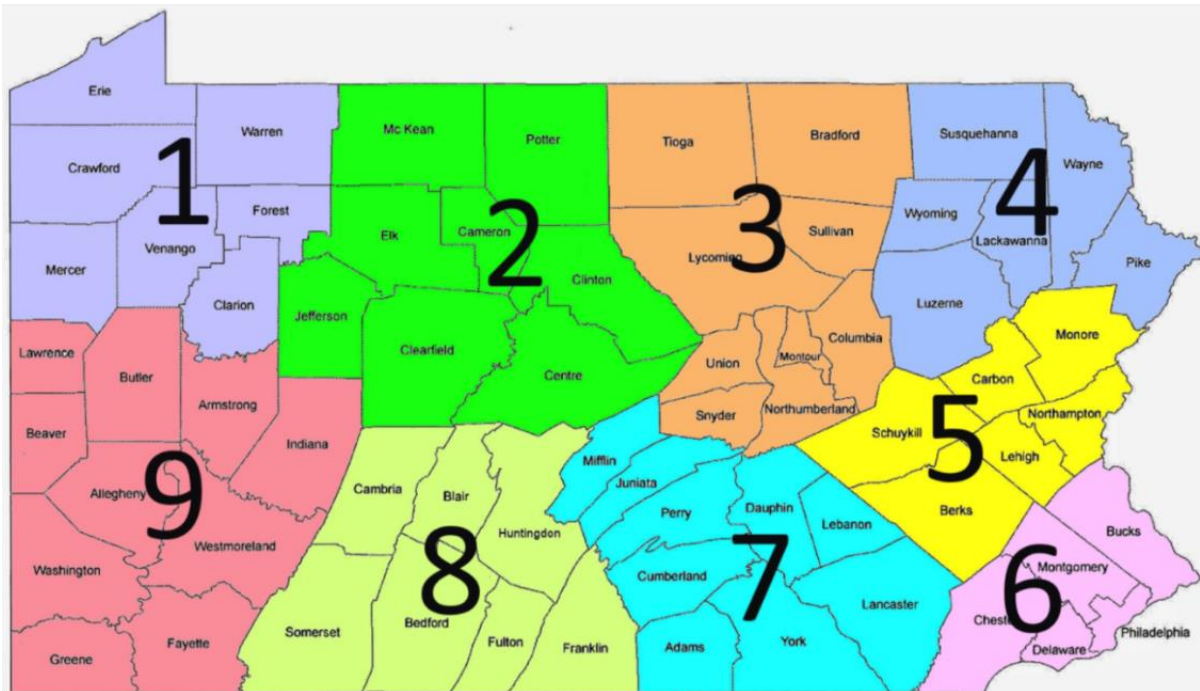 Erie
Crawford
Warren
1
Forest
Venango
Mercer
Clarion
Mc Kean
Potter
Elk
Cameron
2
Clinton
Jefferson
Clearfield
Centre
Tioga
Bradford
3
Sullivan
Lycoming
Columbia
Union
Montour
Snyder
Northumberland
Susquehanna
Wayne
4
Wyoming
Lackawanna
Pike
Luzerne
Monore
Carbon
Northampton
Schuykill
5
Lehigh
Berks
Bucks
Montgomery
6
Chest
Philadelphia
Delaware
Mifflin
Juniata
Perry
Dauphin
Lebanon
7
Cumberland
Lancaster
Adams
York
Cambria
Blair
Huntingdon
8
Somerset
Bedford
Fulton
Franklin
Lawrence
Butler
Armstrong
Beaver
Indiana
Allegheny
9
Westmoreland
Washington
Fayette
Greene